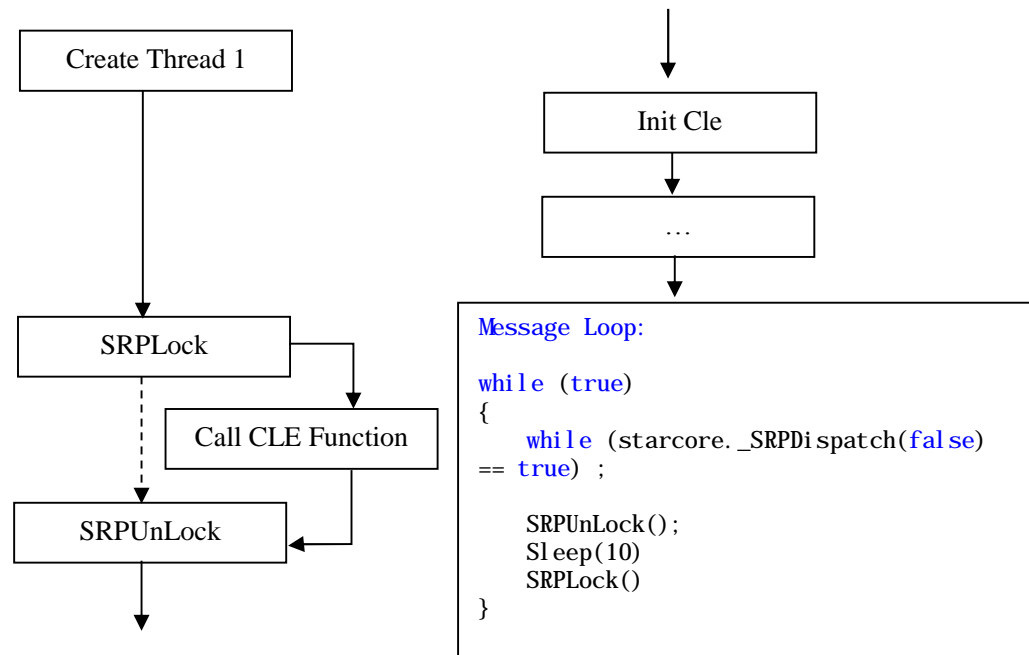 Create Thread 1
SRPLock
Call CLE Function
SRPUnLock
Init Cle
…
Message Loop:
while (true)
{
while (starcore._SRPDispatch(false)
== true) ;
SRPUnLock();
Sleep(10)
SRPLock()
}